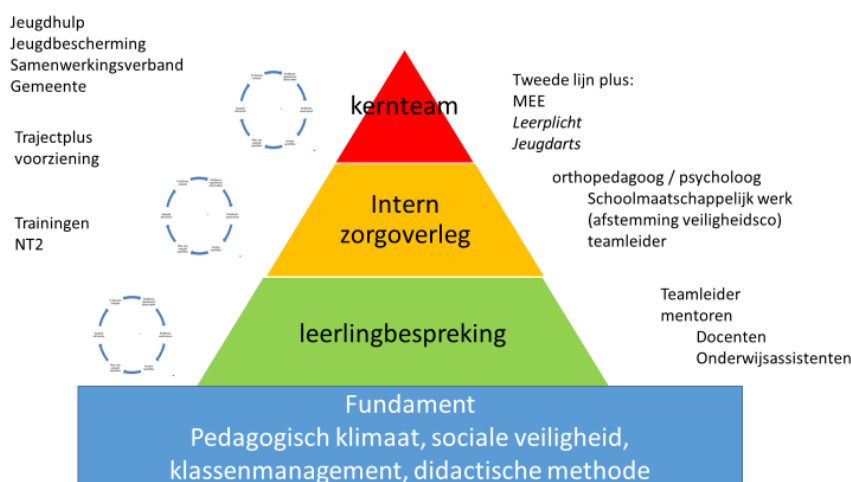 Jeugdhulp
Jeugdbescherming
Samenwerkingsverband
Gemeente
Trajectplus
voorziening
Trainingen
NT2
kernteam
Intern
zorgoverleg
leerlingbespreking
Tweede lijn plus:
MEE
Leerplicht
Jeugdarts
orthopedagoog / psycholoog
Schoolmaatschappelijk werk
(afstemming veiligheidsco)
teamleider
Teamleider
mentoren
Docenten
Onderwijsassistenten
Fundament
Pedagogisch klimaat, sociale veiligheid,
klassenmanagement, didactische methode